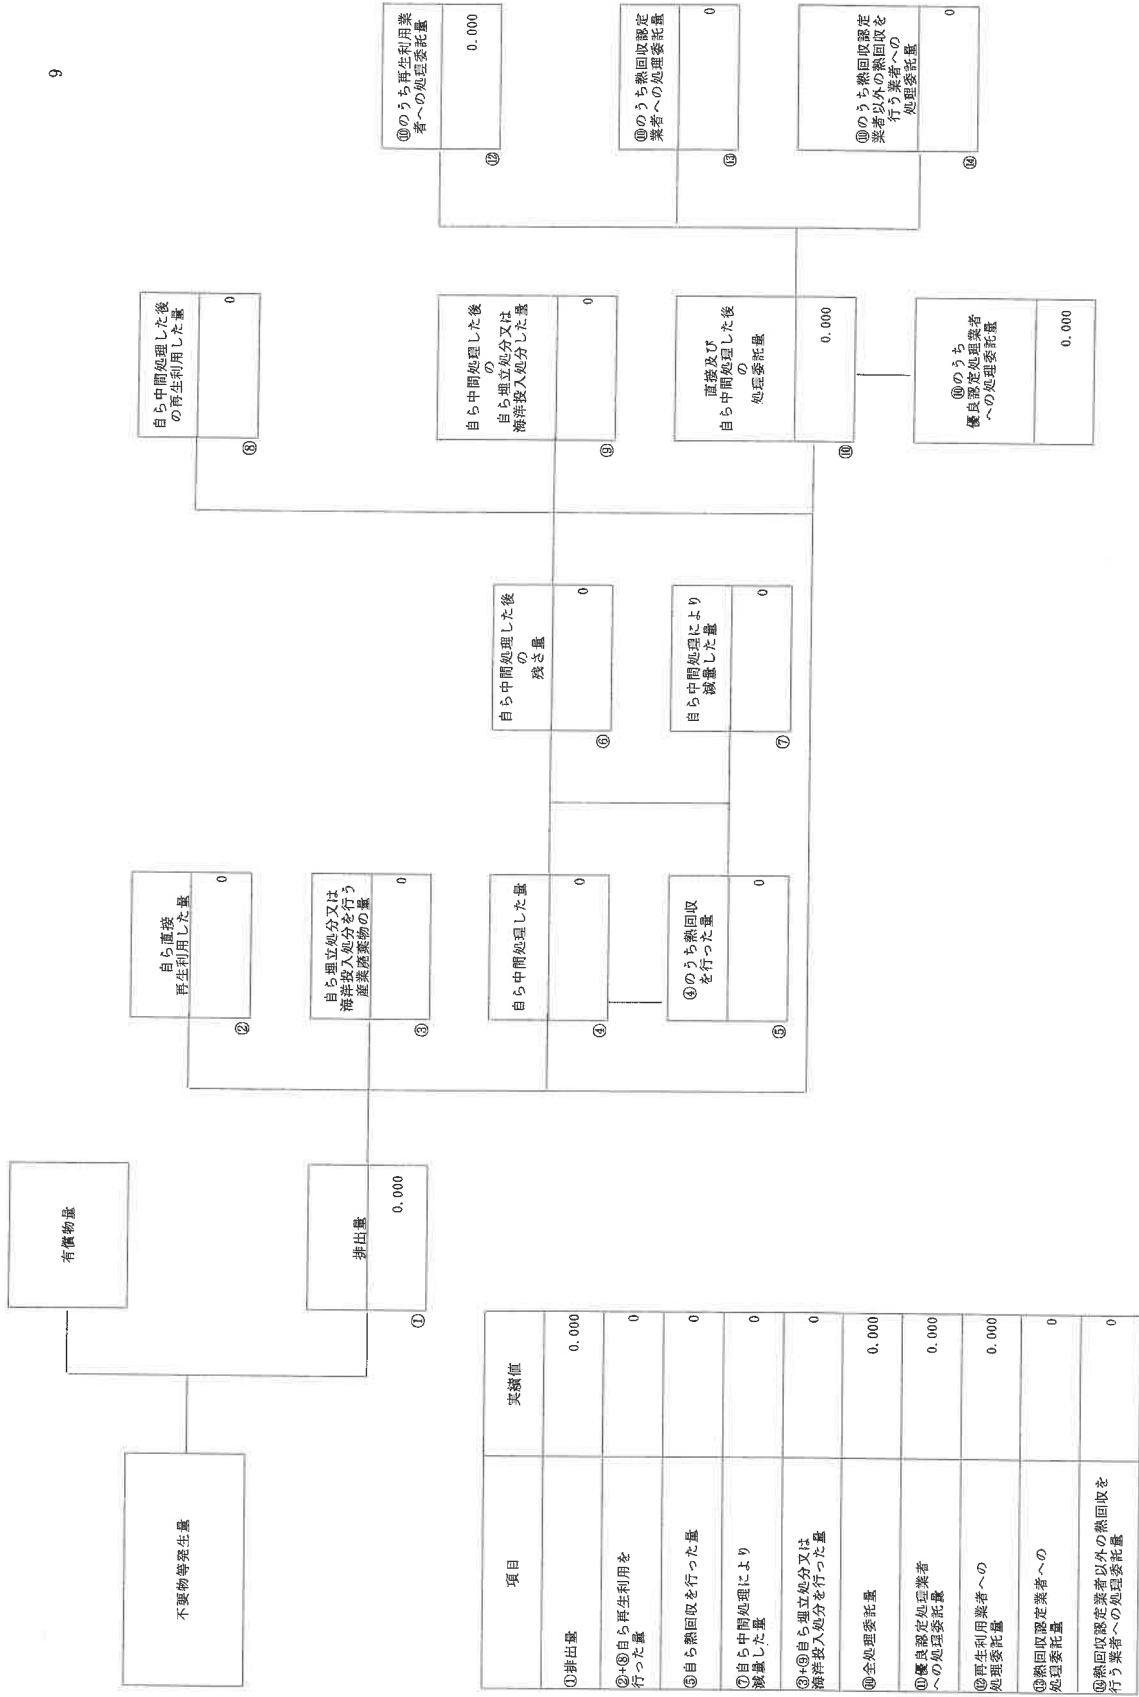 9
不要物等発生量
有償物量
排出量
0.000
①
自ら直接
再生利用した量
0
②
自ら埋立処分又は
海洋投入処分を行う
産業廃棄物の量
0
③
自ら中間処理した量
0
④
④のうち熱回収
を行った量
0
⑤
自ら中間処理した後
の
残さ量
0
⑥
自ら中間処理により
減量した量
0
⑦
自ら中間処理した後
の再生利用した量
0
⑧
自ら中間処理した後
の
自ら埋立処分又は
海洋投入処分した量
0
⑨
直接及び
自ら中間処理した後
の
処理委託量
0.000
⑩
⑩のうち
優良認定処理業者
への処理委託量
0.000
⑩のうち再生利用業
者への処理委託量
0.000
⑫
⑩のうち熱回収認定
業者への処理委託量
0
⑬
⑩のうち熱回収認定
業者以外の熱回収を
行う業者への
処理委託量
0
⑭
項目
実績値
①排出量
0.000
②+⑧自ら再生利用を
行った量
0
⑤自ら熱回収を行った量
0
⑦自ら中間処理により
減量した量
0
③+⑨自ら埋立処分又は
海洋投入処分を行った量
0
⑩全処理委託量
0.000
⑪優良認定処理業者
への処理委託量
0.000
⑫再生利用業者への
処理委託量
0.000
⑬熱回収認定業者への
処理委託量
0
⑭熱回収認定業者以外の熱回収を
行う業者への処理委託量
0